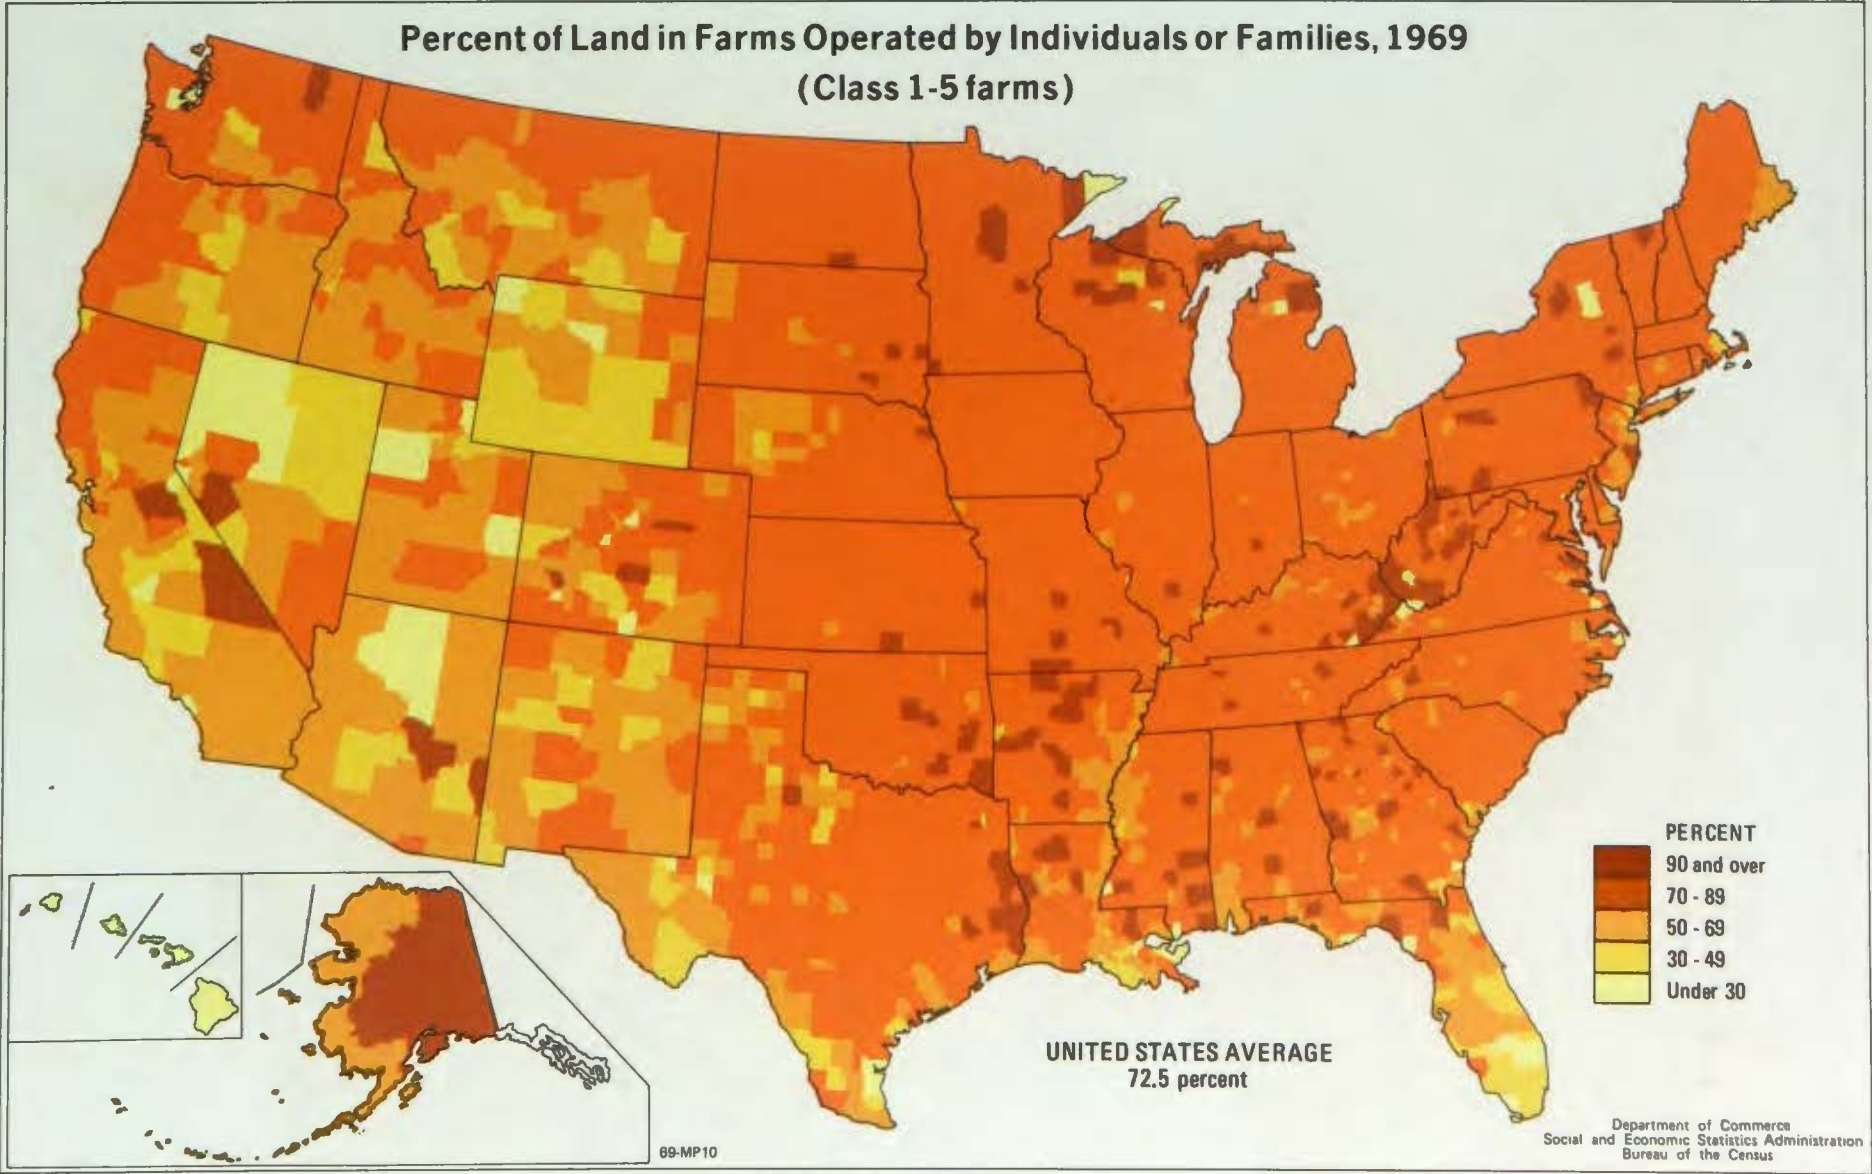 Percent of Land in Farms Operated by Individuals or Families, 1969
(Class 1-5 farms)
PERCENT
90 and over
70 - 89
50 - 69
30 - 49
Under 30
UNITED STATES AVERAGE
72.5 percent
69-MP10
Department of Commerce
Social and Economic Statistics Administration
Bureau of the Census